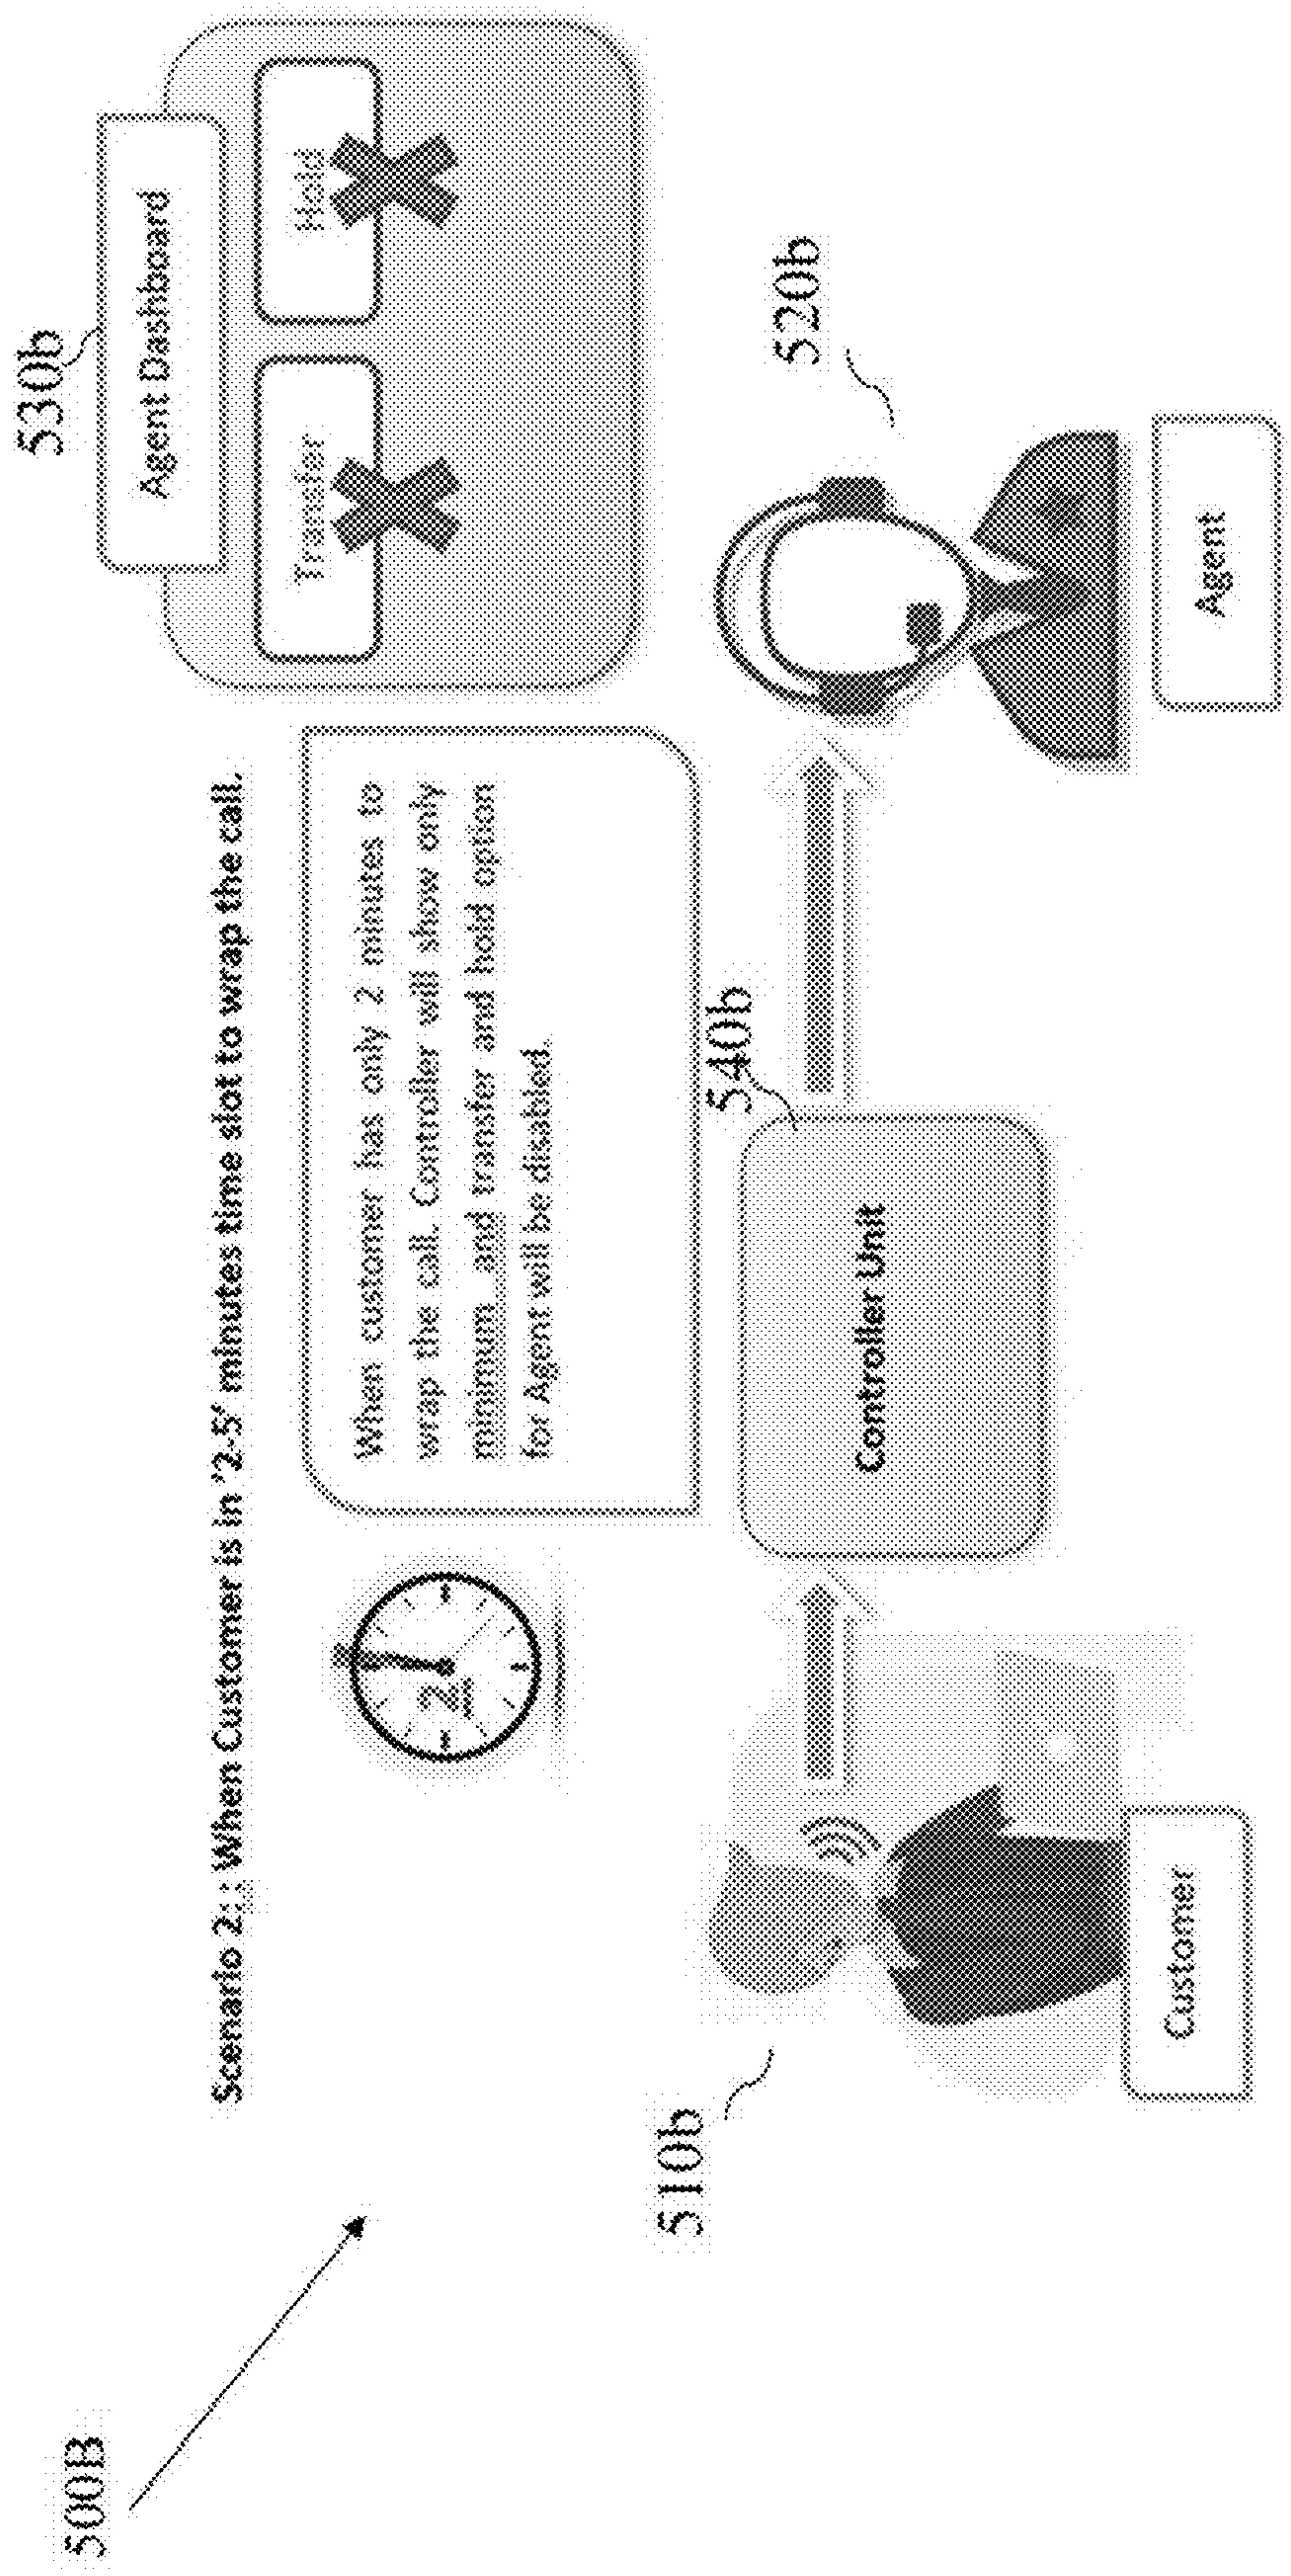 500B
Scenario 2:: When Customer is in '2-5' minutes time slot to wrap the call.
530b
Agent Dashboard
Transfer
Hold
2
When customer has only 2 minutes to
wrap the call. Controller will show only
minimum and transfer and hold option
for Agent will be disabled.
510b
Customer
540b
Controller Unit
520b
Agent